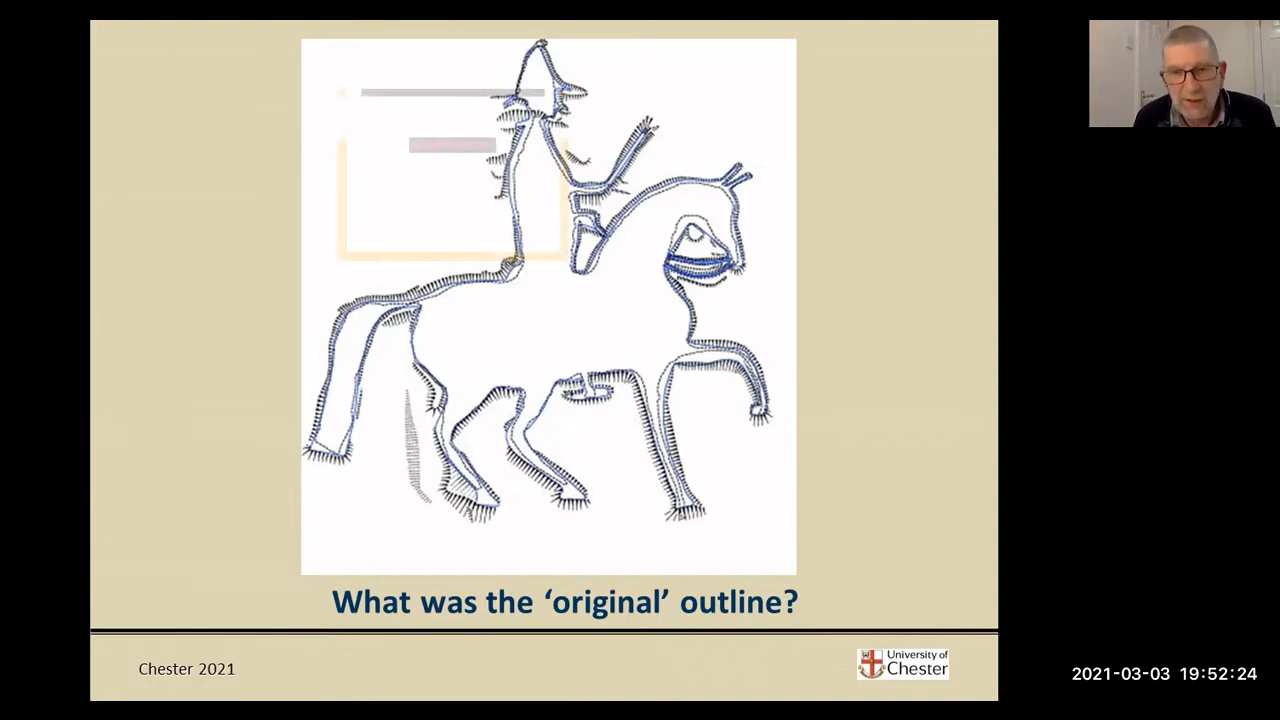 What was the ‘original’ outline?
Chester 2021
University of
Chester
2021-03-03 19:52:24